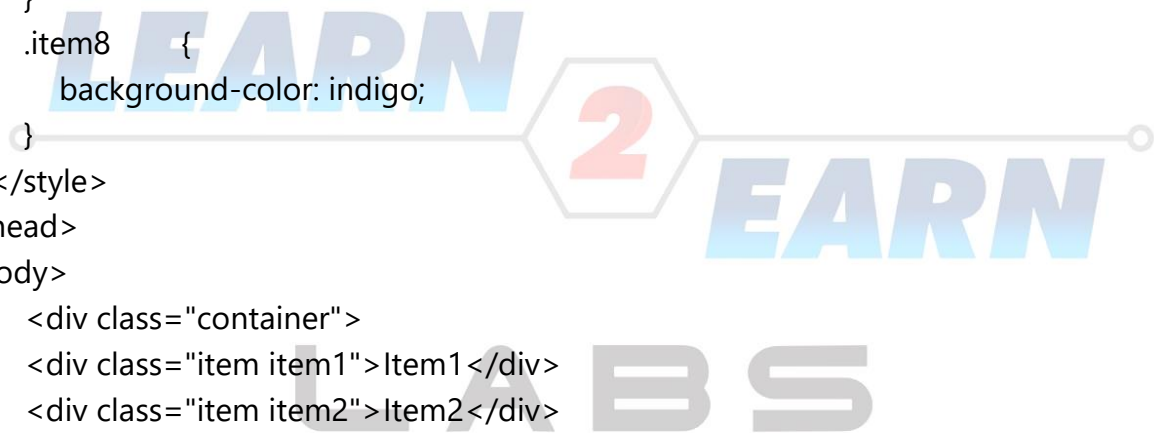 }
.item8 {
background-color: indigo;
}
</style>
head>
ody>
<div class="container">
<div class="item item1">Item1</div>
<div class="item item2">Item2</div>
LEARN
2
EARN
LABS